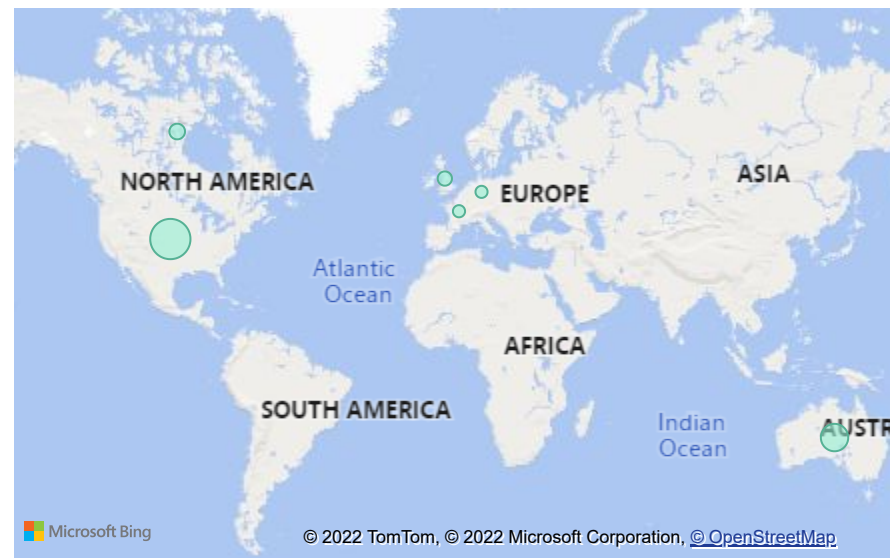 ASIA
NORTH AMERICA
EUROPE
Atlantic
Ocean
AFRICA
SOUTH AMERICA
Indian
Ocean
AUSTR
Microsoft Bing
© 2022 TomTom, © 2022 Microsoft Corporation, © OpenStreetMap